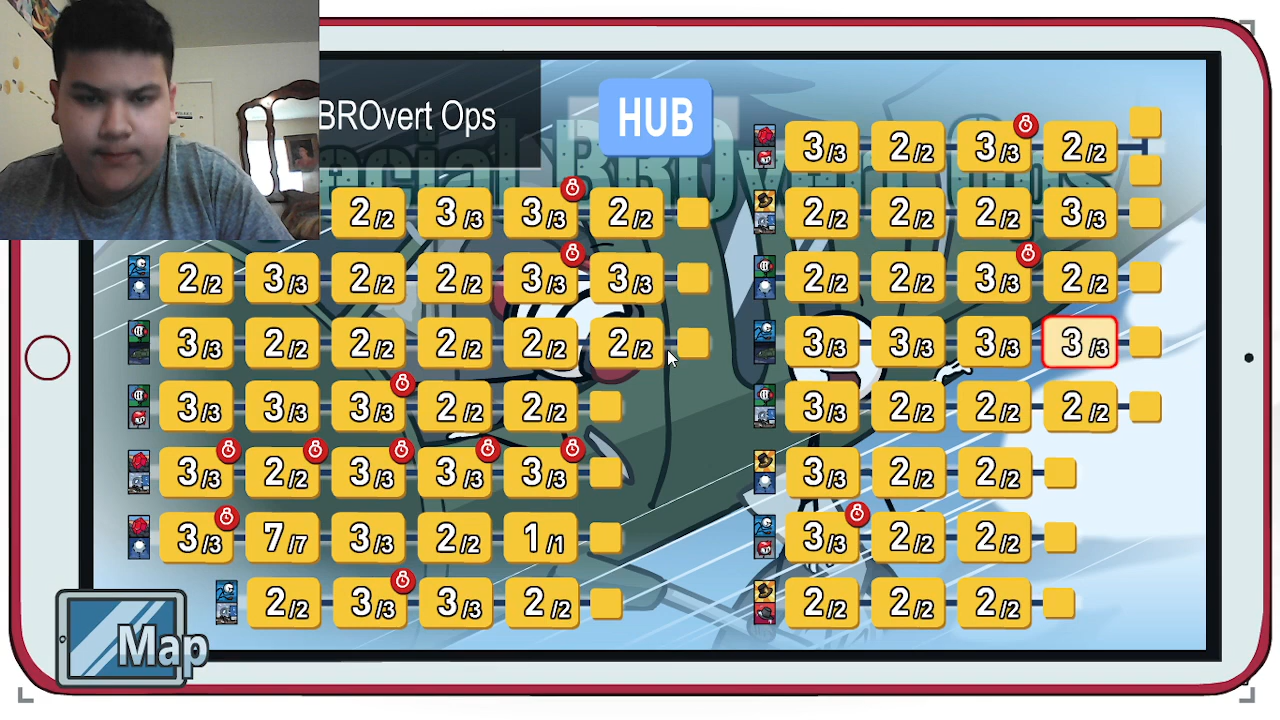 BROvert Ops
HUB
ecial BROvert Ops
3/3 2/2 3/3 2/2
2/2 3/3 3/3 2/2
2/2 2/2 2/2 3/3
2/2 3/3 2/2 2/2 3/3 3/3
2/2 2/2 3/3 2/2
3/3 2/2 2/2 2/2 2/2 2/2
3/3 3/3 3/3 3/3
3/3 3/3 3/3 2/2 2/2
3/3 2/2 2/2 2/2
3/3 2/2 3/3 3/3 3/3
3/3 2/2 2/2
3/3 7/7 3/3 2/2 1/1
3/3 2/2 2/2
2/2 3/3 3/3 2/2
2/2 2/2 2/2
Map